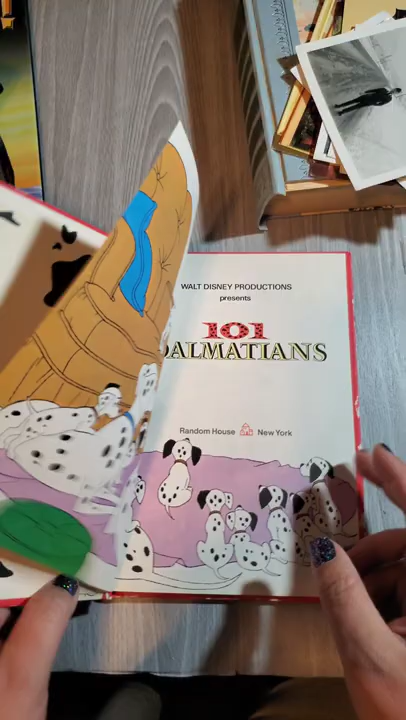 WALT DISNEY PRODUCTIONS
presents
101
DALMATIANS
Random House New York